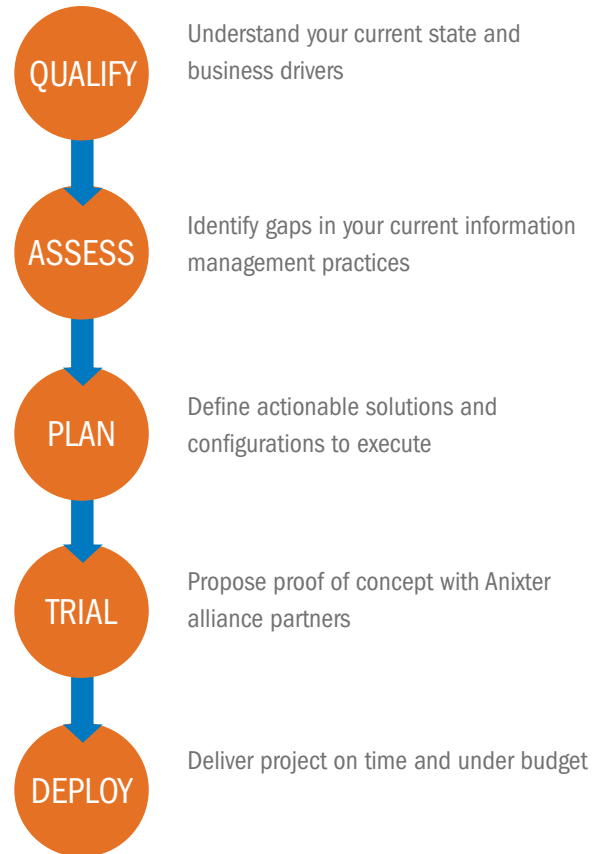 QUALIFY
Understand your current state and
business drivers
ASSESS
Identify gaps in your current information
management practices
PLAN
Define actionable solutions and
configurations to execute
TRIAL
Propose proof of concept with Anixter
alliance partners
DEPLOY
Deliver project on time and under budget